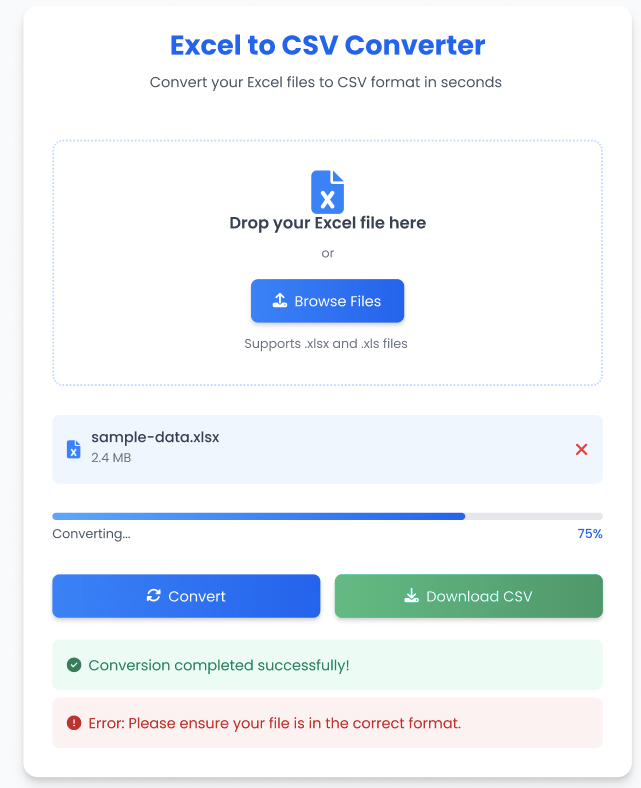 Excel to CSV Converter
Convert your Excel files to CSV format in seconds
Drop your Excel file here
or
Browse Files
Supports .xlsx and .xls files
sample-data.xlsx
2.4 MB
Converting...
75%
Convert
Download CSV
Conversion completed successfully!
Error: Please ensure your file is in the correct format.